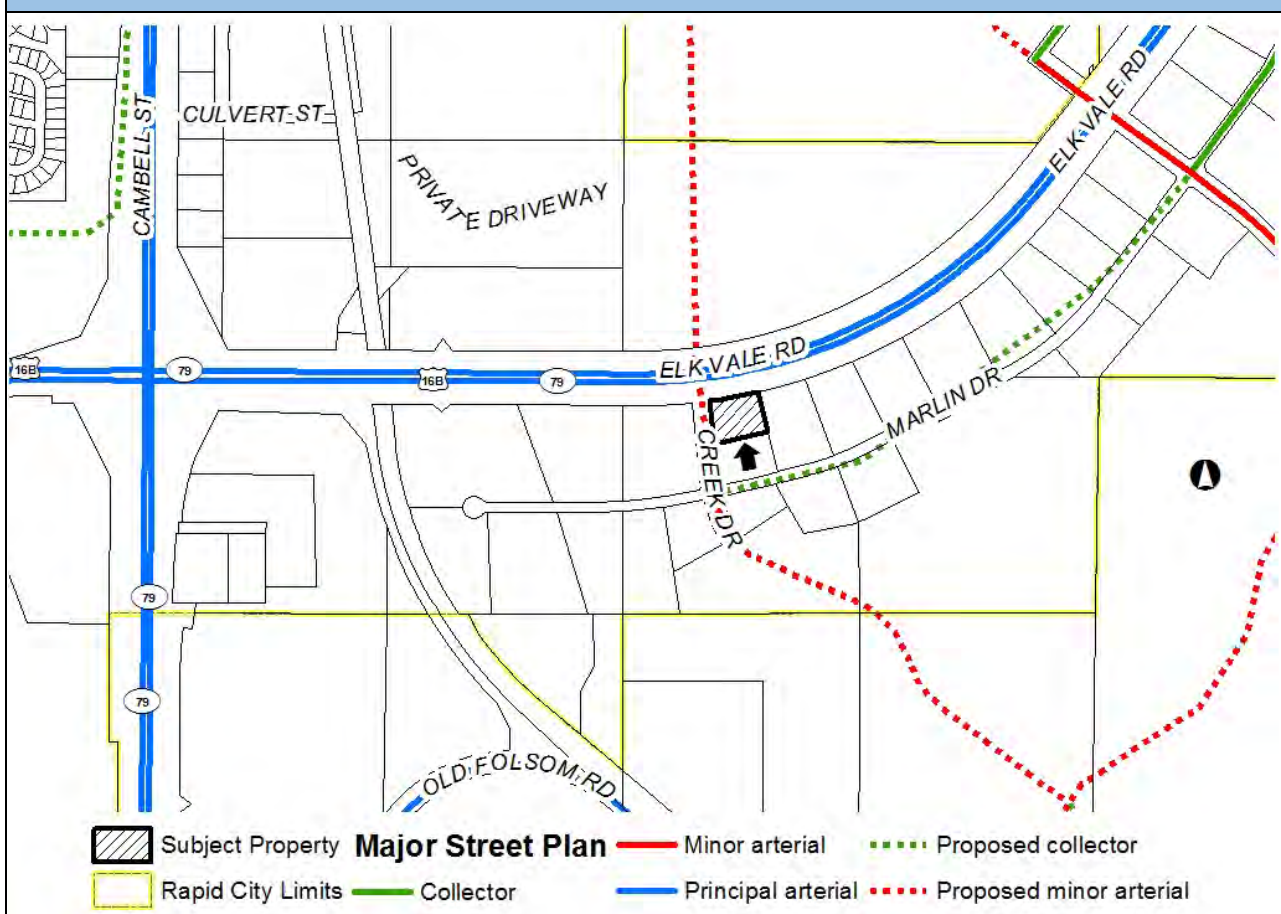 CAMBELL ST
CULVERT ST
PRIVATE DRIVEWAY
ELK VALE RD
16B
79
16B
79
ELK VALE RD
MARLIN DR
CREEK DR
79
79
OLD FOLSOM RD
Subject Property
Major Street Plan
Minor arterial
Proposed collector
Rapid City Limits
Collector
Principal arterial
Proposed minor arterial